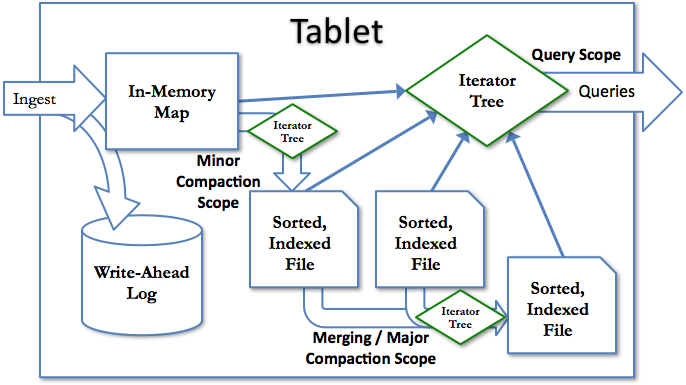 Tablet
Ingest
In-Memory
Map
Iterator
Tree
Query Scope
Queries
Iterator
Tree
Minor
Compaction
Scope
Write-Ahead
Log
Sorted,
Indexed
File
Sorted,
Indexed
File
Sorted,
Indexed
File
Iterator
Tree
Merging / Major
Compaction Scope